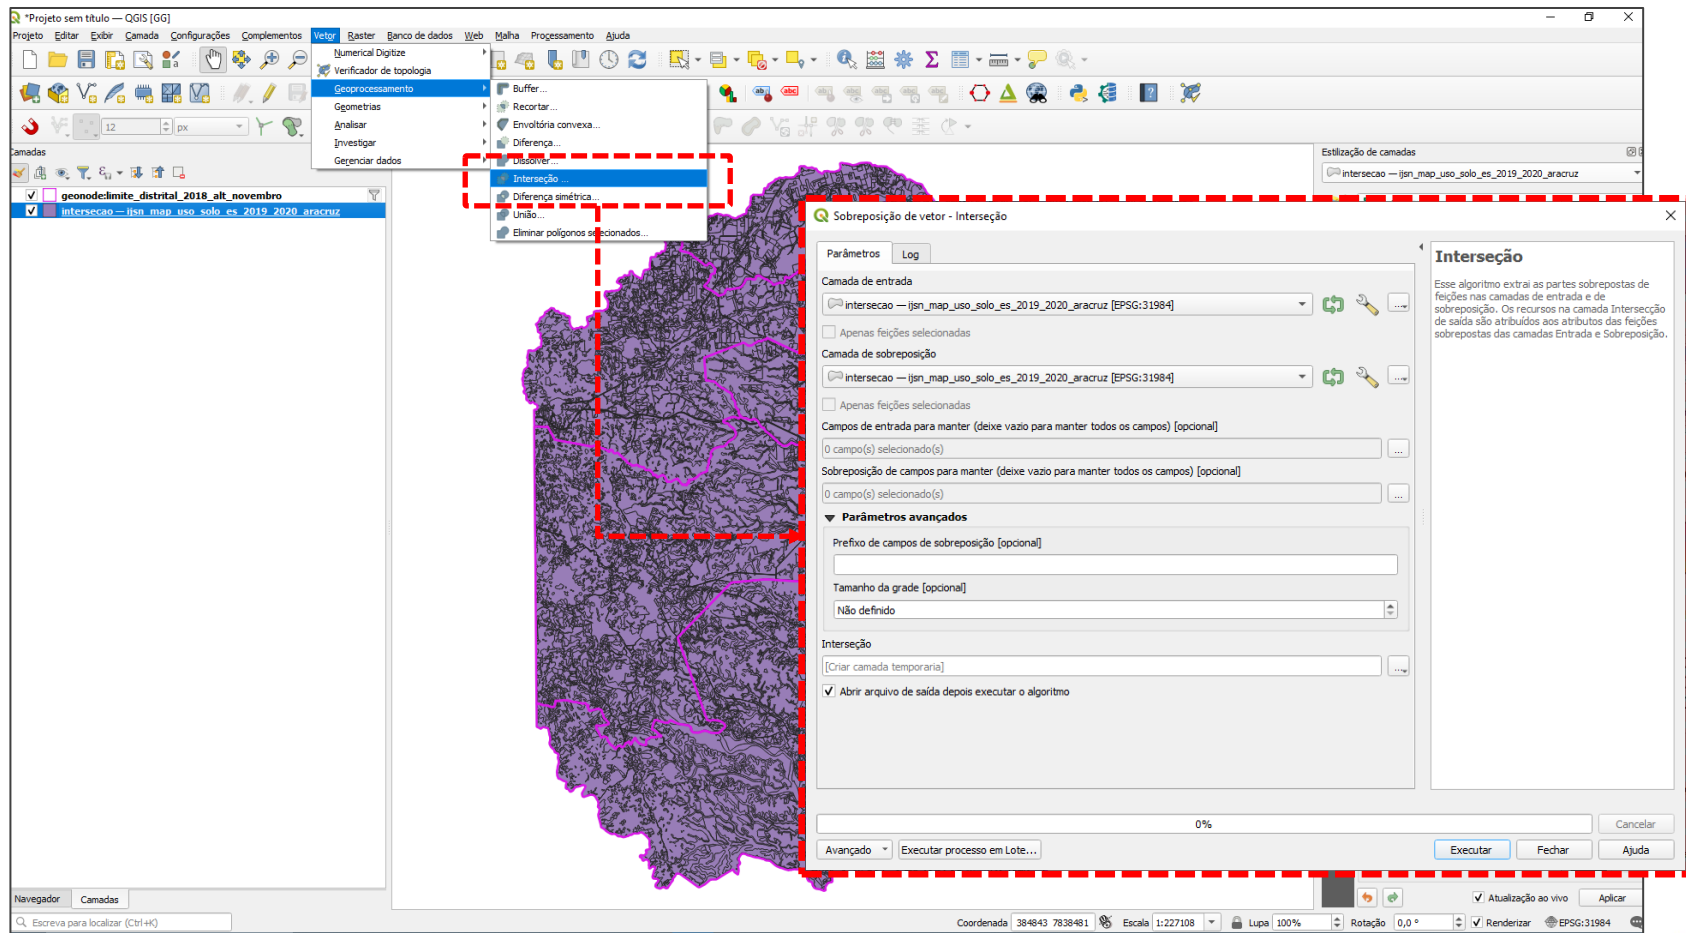 *Projeto sem título — QGIS [GG]
Projeto Editar Exibir Camada Configurações Complementos Vetor Raster Banco de dados Web Malha Processamento Ajuda
Numerical Digitize
Verificador de topologia
Geoprocessamento
Geometrias
Analisar
Investigar
Gerenciar dados
Buffer...
Recortar...
Envoltória convexa...
Diferença...
Dissolver...
Interseção ...
Diferença simétrica...
União...
Eliminar polígonos selecionados...
12 px
Camadas
geonode:limite_distrital_2018_alt_novembro
intersecao — ijsn_map_uso_solo_es_2019_2020_aracruz
Estilização de camadas
intersecao — ijsn_map_uso_solo_es_2019_2020_aracruz
Sobreposição de vetor - Interseção
Parâmetros Log
Camada de entrada
intersecao — ijsn_map_uso_solo_es_2019_2020_aracruz [EPSG:31984]
Apenas feições selecionadas
Camada de sobreposição
intersecao — ijsn_map_uso_solo_es_2019_2020_aracruz [EPSG:31984]
Apenas feições selecionadas
Campos de entrada para manter (deixe vazio para manter todos os campos) [opcional]
0 campo(s) selecionado(s)
...
Sobreposição de campos para manter (deixe vazio para manter todos os campos) [opcional]
0 campo(s) selecionado(s)
...
Parâmetros avançados
Prefixo de campos de sobreposição [opcional]
Tamanho da grade [opcional]
Não definido
Interseção
[Criar camada temporaria]
...
Abrir arquivo de saída depois executar o algoritmo
Interseção
Esse algoritmo extrai as partes sobrepostas de
feições nas camadas de entrada e de
sobreposição. Os recursos na camada Intersecção
de saída são atribuídos aos atributos das feições
sobrepostas das camadas Entrada e Sobreposição.
0%
Cancelar
Avançado Executar processo em Lote...
Executar Fechar Ajuda
Atualização ao vivo Aplicar
Navegador Camadas
Escreva para localizar (Ctrl+K)
Coordenada 384843 7838481 Escala 1:227108 Lupa 100% Rotação 0,0 ° Renderizar EPSG:31984